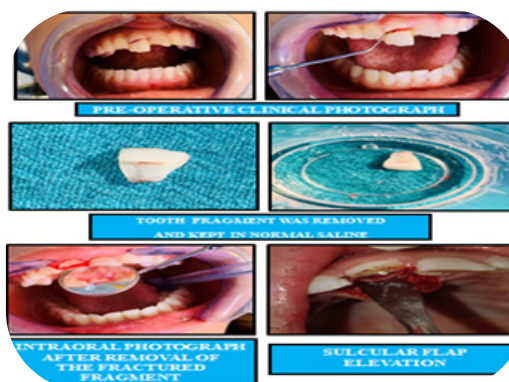 PRE-OPERATIVE CLINICAL PHOTOGRAPH
TOOTH FRAGMENT WAS REMOVED
AND KEPT IN NORMAL SALINE
INTRAORAL PHOTOGRAPH
AFTER REMOVAL OF
THE FRACTURED
FRAGMENT
SULCULAR FLAP
ELEVATION